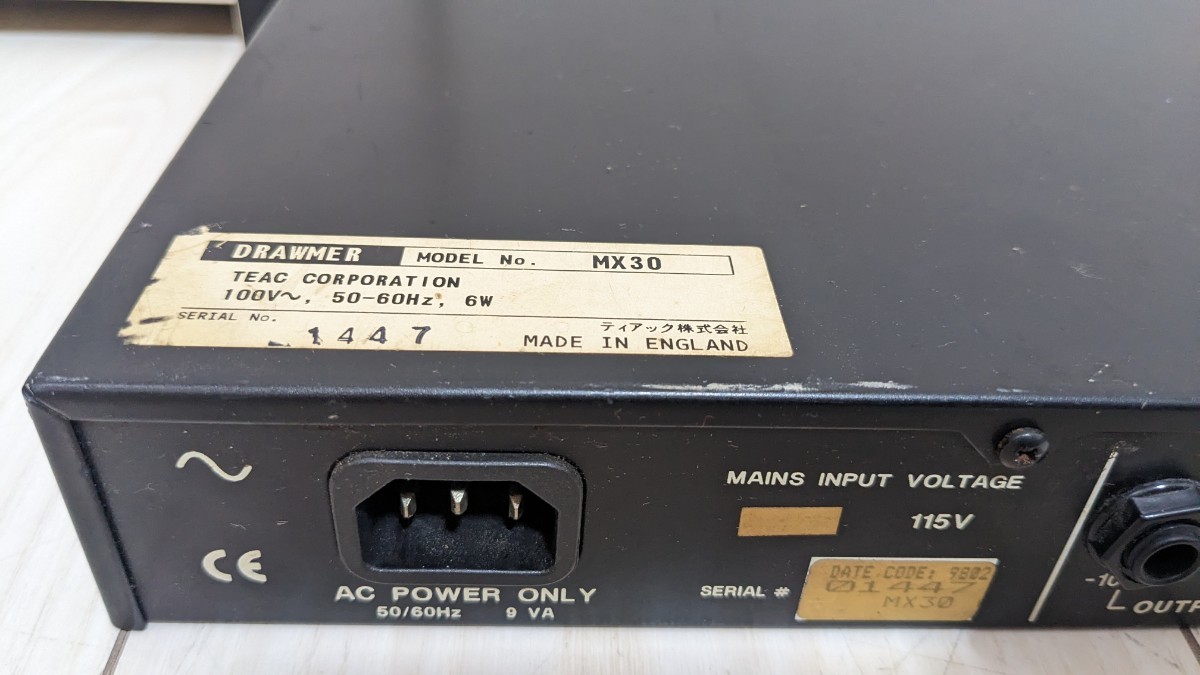 DRAWMER MODEL No. MX30
TEAC CORPORATION
100V～, 50-60Hz, 6W
SERIAL No. 1447
ティアック株式会社
MADE IN ENGLAND
CE
AC POWER ONLY
50/60Hz 9 VA
MAINS INPUT VOLTAGE
115V
SERIAL #
DATE CODE: 9802
01447
MX30
L